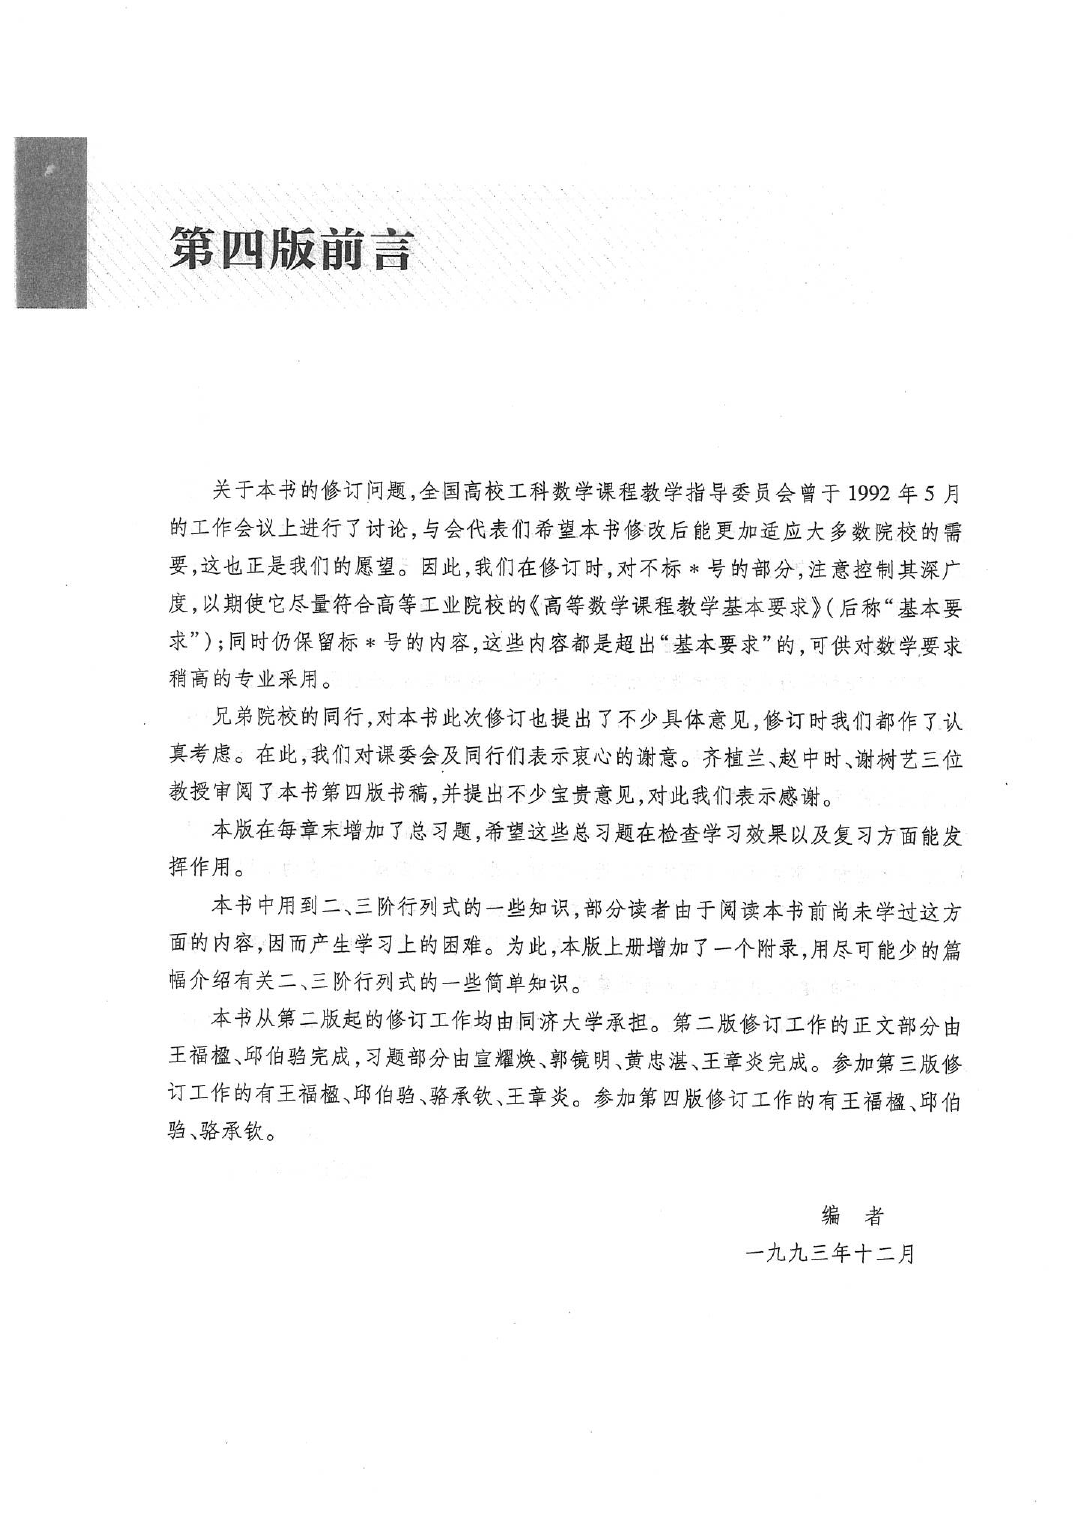 第四版前言
关于本书的修订问题,全国高校工科数学课程教学指导委员会曾于 1992 年 5 月
的工作会议上进行了讨论,与会代表们希望本书修改后能更加适应大多数院校的需
要,这也正是我们的愿望。因此,我们在修订时,对不标*号的部分,注意控制其深广
度,以期使它尽量符合高等工业院校的《高等数学课程教学基本要求》(后称“基本要
求”);同时仍保留标*号的内容,这些内容都是超出“基本要求”的,可供对数学要求
稍高的专业采用。
兄弟院校的同行,对本书此次修订也提出了不少具体意见,修订时我们都作了认
真考虑。在此,我们对课委会及同行们表示衷心的谢意。齐植兰、赵中时、谢树艺三位
教授审阅了本书第四版书稿,并提出不少宝贵意见,对此我们表示感谢。
本版在每章末增加了总习题,希望这些总习题在检查学习效果以及复习方面能发
挥作用。
本书中用到二、三阶行列式的一些知识,部分读者由于阅读本书前尚未学过这方
面的内容,因而产生学习上的困难。为此,本版上册增加了一个附录,用尽可能少的篇
幅介绍有关二、三阶行列式的一些简单知识。
本书从第二版起的修订工作均由同济大学承担。第二版修订工作的正文部分由
王福楹、邱伯驺完成,习题部分由宣耀焕、郭镜明、黄忠湛、王章炎完成。参加第三版修
订工作的有王福楹、邱伯驺、骆承钦、王章炎。参加第四版修订工作的有王福楹、邱伯
驺、骆承钦。
编 者
一九九三年十二月